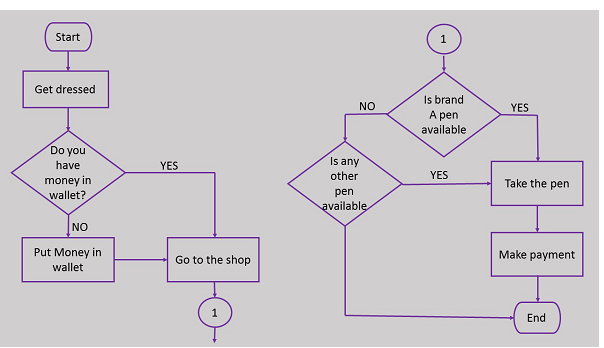 Start
Get dressed
Do you
have
money in
wallet?
YES
NO
Put Money in
wallet
Go to the shop
1
1
Is brand
A pen
available
NO
YES
Is any
other
pen
available
YES
Take the pen
Make payment
End